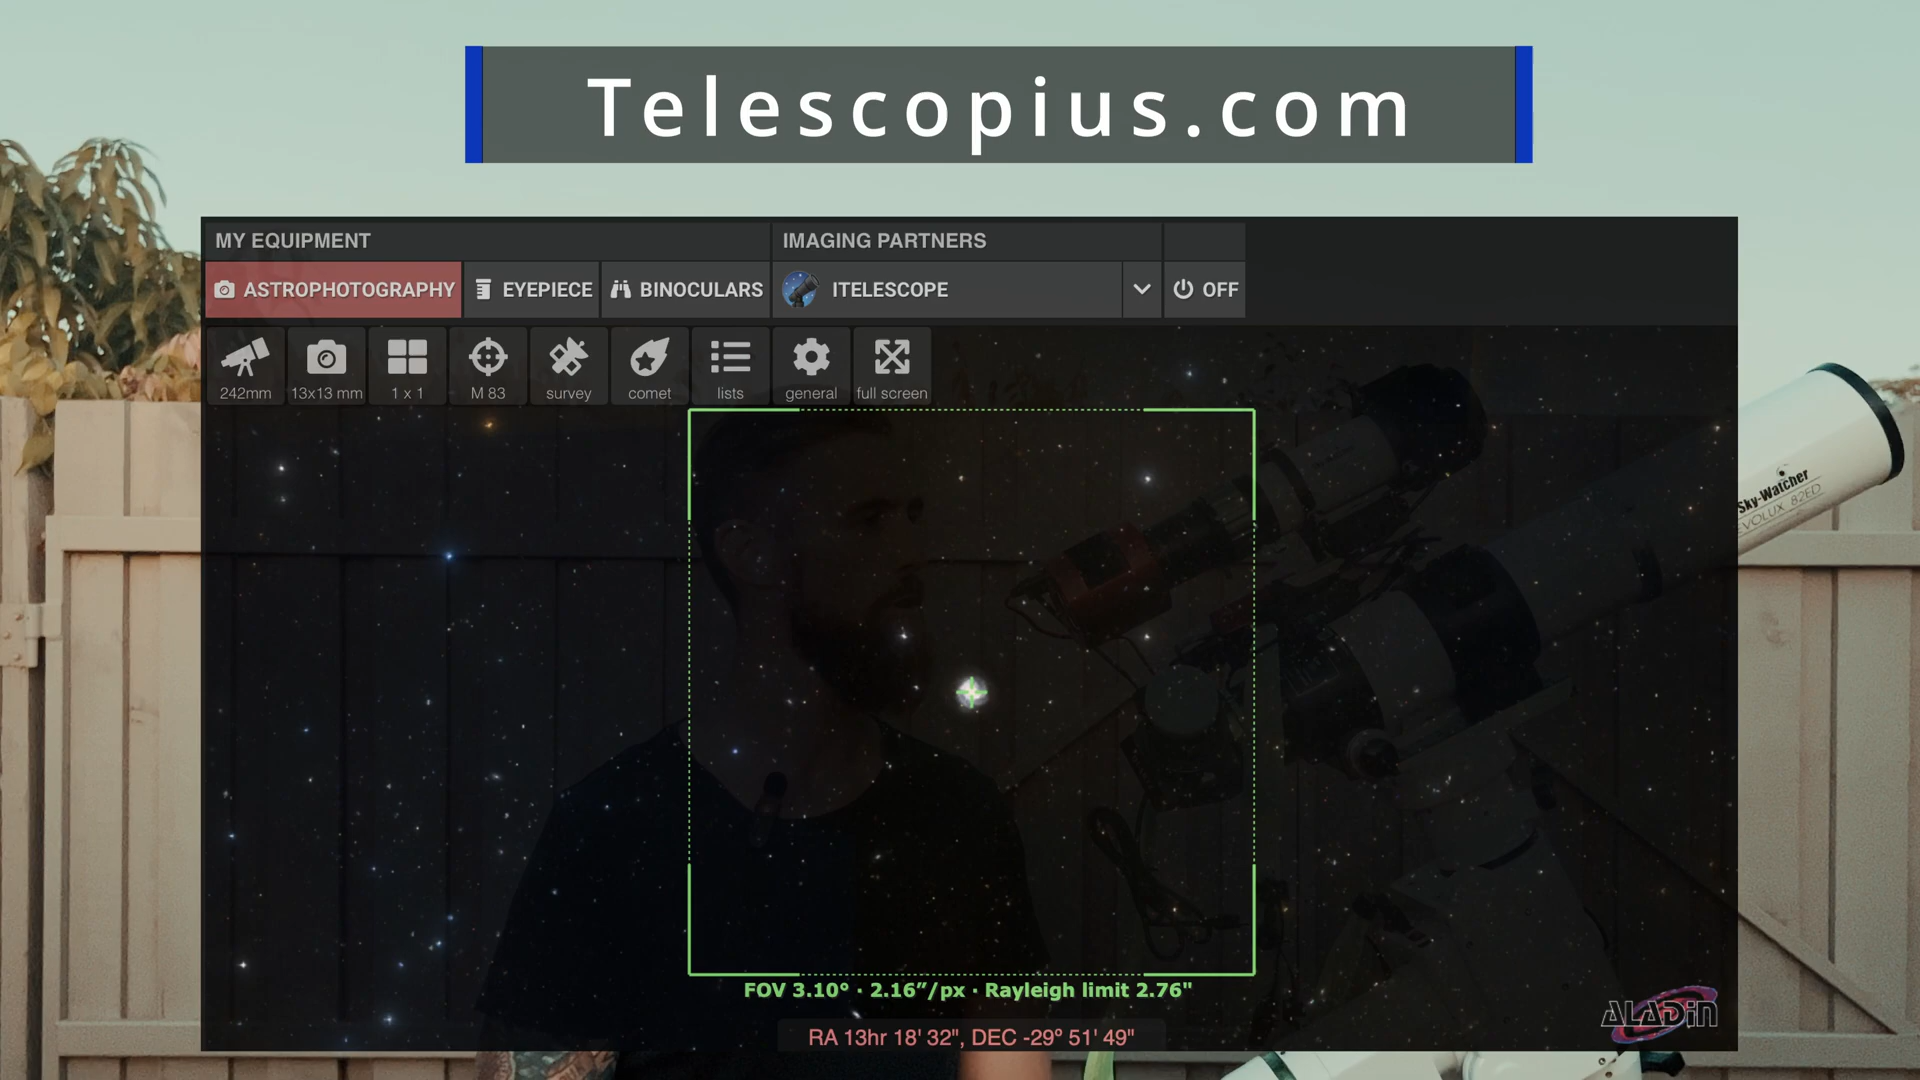 Telescopius.com
MY EQUIPMENT IMAGING PARTNERS
ASTROPHOTOGRAPHY EYEPIECE BINOCULARS ITELESCOPE OFF
242mm 13x13 mm 1 x 1 M 83 survey comet lists general full screen
Sky-Watcher
EVOLUX 82ED
FOV 3.10° · 2.16”/px · Rayleigh limit 2.76"
ALADiN
RA 13hr 18' 32", DEC -29° 51' 49"